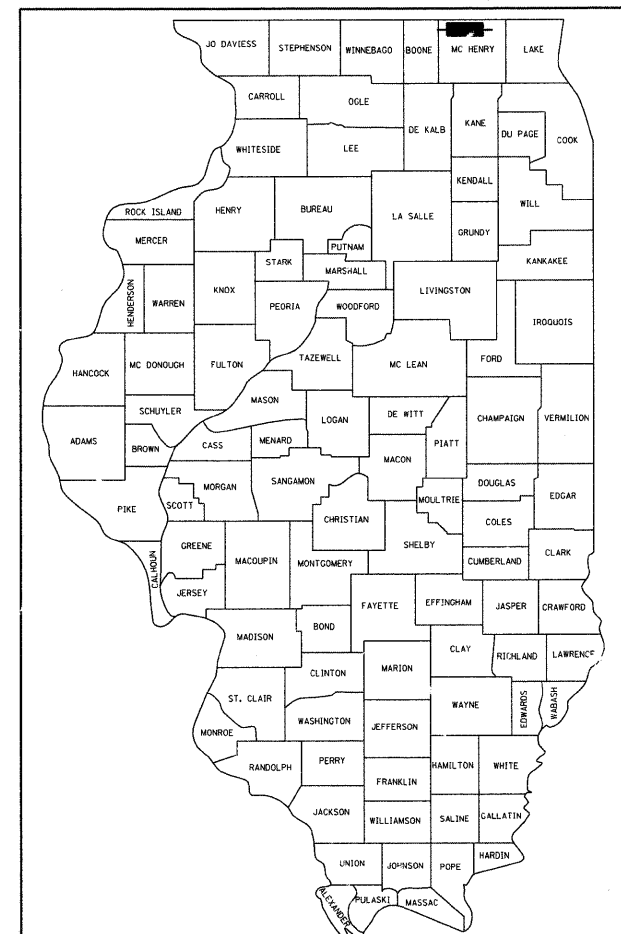 JO DAVIESS
STEPHENSON
WINNEBAGO
BOONE
MC HENRY
LAKE
CARROLL
OGLE
DE KALB
KANE
DU PAGE
COOK
WHITESIDE
LEE
KENDALL
WILL
ROCK ISLAND
HENRY
BUREAU
LA SALLE
GRUNDY
MERCER
PUTNAM
STARK
MARSHALL
KANKAKEE
HENDERSON
WARREN
KNOX
PEORIA
WOODFORD
LIVINGSTON
IROQUOIS
HANCOCK
MC DONOUGH
FULTON
TAZEWELL
MC LEAN
FORD
MASON
SCHUYLER
LOGAN
DE WITT
CHAMPAIGN
VERMILION
ADAMS
BROWN
CASS
MENARD
MACON
PIATT
MORGAN
SANGAMON
DOUGLAS
PIKE
SCOTT
CHRISTIAN
MOULTRIE
EDGAR
COLES
GREENE
MACOUPIN
MONTGOMERY
SHELBY
CUMBERLAND
CLARK
CALHOUN
JERSEY
FAYETTE
EFFINGHAM
JASPER
CRAWFORD
MADISON
BOND
CLAY
RICHLAND
LAWRENCE
CLINTON
MARION
ST. CLAIR
WAYNE
EDWARDS
WABASH
WASHINGTON
JEFFERSON
MONROE
RANDOLPH
PERRY
HAMILTON
WHITE
FRANKLIN
JACKSON
WILLIAMSON
SALINE
GALLATIN
UNION
JOHNSON
POPE
HARDIN
ALEXANDER
PULASKI
MASSAC